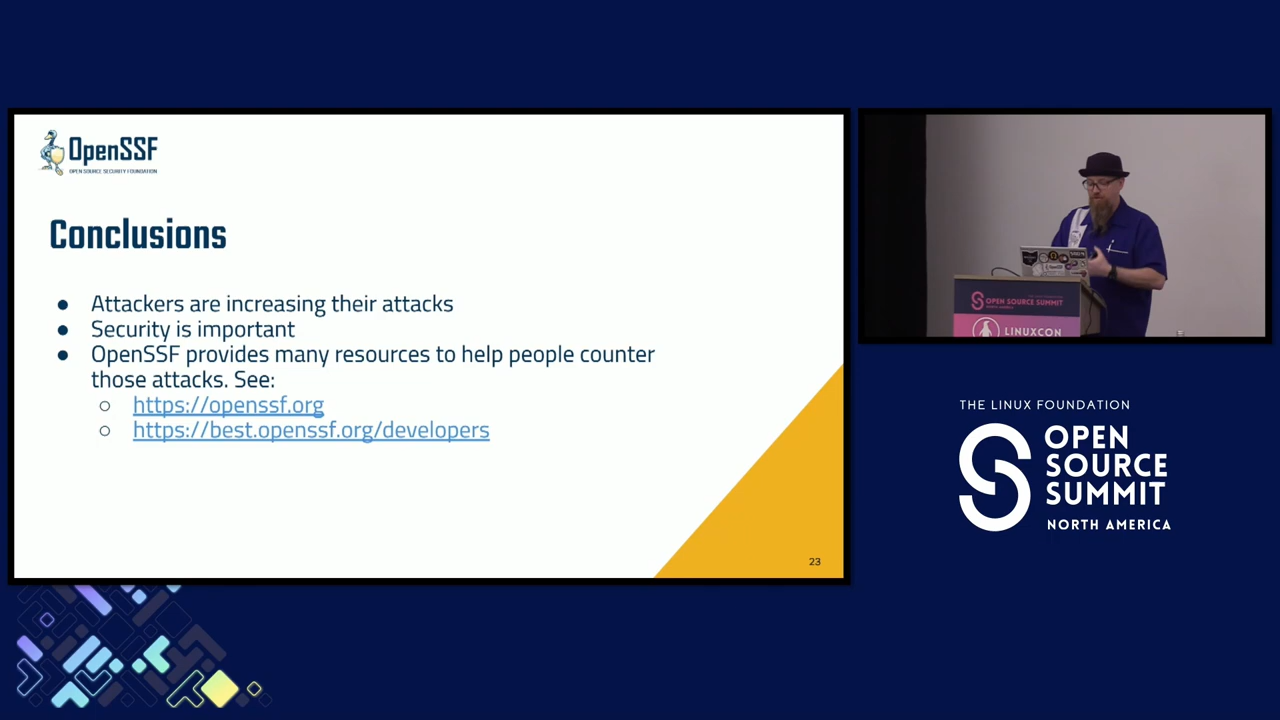 OpenSSF
OPEN SOURCE SECURITY FOUNDATION
Conclusions
● Attackers are increasing their attacks
● Security is important
● OpenSSF provides many resources to help people counter
those attacks. See:
○ https://openssf.org
○ https://best.openssf.org/developers
23
OPEN SOURCE SUMMIT
LINUXCON
THE LINUX FOUNDATION
OPEN
SOURCE
SUMMIT
NORTH AMERICA